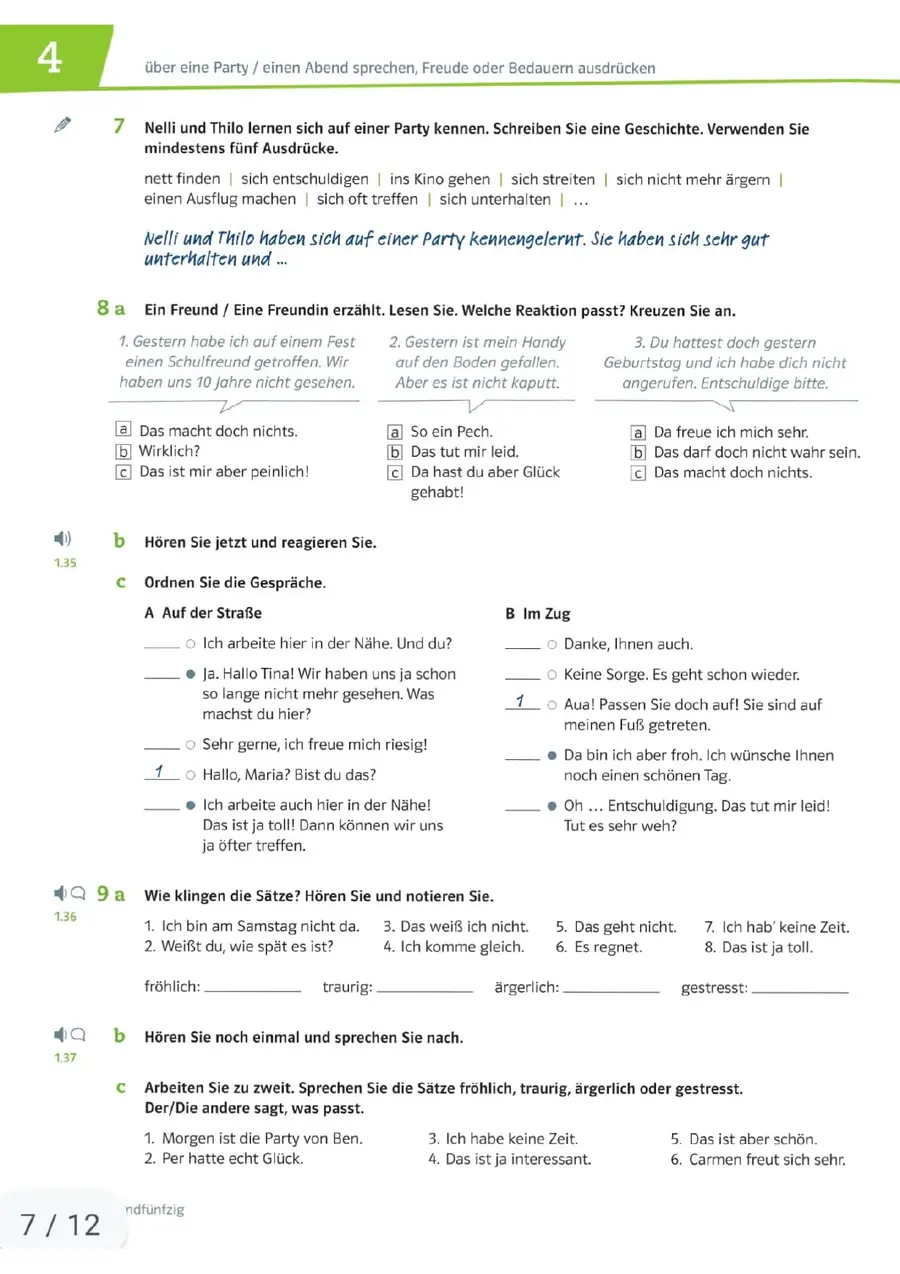 4
über eine Party / einen Abend sprechen, Freude oder Bedauern ausdrücken
7 Nelli und Thilo lernen sich auf einer Party kennen. Schreiben Sie eine Geschichte. Verwenden Sie
mindestens fünf Ausdrücke.
nett finden | sich entschuldigen | ins Kino gehen | sich streiten | sich nicht mehr ärgern |
einen Ausflug machen | sich oft treffen | sich unterhalten | ...
Nelli und Thilo haben sich auf einer Party kennengelernt. Sie haben sich sehr gut
unterhalten und ...
8 a Ein Freund / Eine Freundin erzählt. Lesen Sie. Welche Reaktion passt? Kreuzen Sie an.
1. Gestern habe ich auf einem Fest
einen Schulfreund getroffen. Wir
haben uns 10 Jahre nicht gesehen.
a Das macht doch nichts.
b Wirklich?
c Das ist mir aber peinlich!
2. Gestern ist mein Handy
auf den Boden gefallen.
Aber es ist nicht kaputt.
a So ein Pech.
b Das tut mir leid.
c Da hast du aber Glück
gehabt!
3. Du hattest doch gestern
Geburtstag und ich habe dich nicht
angerufen. Entschuldige bitte.
a Da freue ich mich sehr.
b Das darf doch nicht wahr sein.
c Das macht doch nichts.
1.35
b Hören Sie jetzt und reagieren Sie.
c Ordnen Sie die Gespräche.
A Auf der Straße
____ ○ Ich arbeite hier in der Nähe. Und du?
____ ● Ja. Hallo Tina! Wir haben uns ja schon
so lange nicht mehr gesehen. Was
machst du hier?
____ ○ Sehr gerne, ich freue mich riesig!
1 ○ Hallo, Maria? Bist du das?
____ ● Ich arbeite auch hier in der Nähe!
Das ist ja toll! Dann können wir uns
ja öfter treffen.
B Im Zug
____ ○ Danke, Ihnen auch.
____ ○ Keine Sorge. Es geht schon wieder.
1 ○ Aua! Passen Sie doch auf! Sie sind auf
meinen Fuß getreten.
____ ● Da bin ich aber froh. Ich wünsche Ihnen
noch einen schönen Tag.
____ ● Oh ... Entschuldigung. Das tut mir leid!
Tut es sehr weh?
1.36
9 a Wie klingen die Sätze? Hören Sie und notieren Sie.
1. Ich bin am Samstag nicht da. 3. Das weiß ich nicht. 5. Das geht nicht. 7. Ich hab' keine Zeit.
2. Weißt du, wie spät es ist? 4. Ich komme gleich. 6. Es regnet. 8. Das ist ja toll.
fröhlich: __________ traurig: __________ ärgerlich: __________ gestresst: __________
1.37
b Hören Sie noch einmal und sprechen Sie nach.
c Arbeiten Sie zu zweit. Sprechen Sie die Sätze fröhlich, traurig, ärgerlich oder gestresst.
Der/Die andere sagt, was passt.
1. Morgen ist die Party von Ben. 3. Ich habe keine Zeit. 5. Das ist aber schön.
2. Per hatte echt Glück. 4. Das ist ja interessant. 6. Carmen freut sich sehr.
ndfünfzig
7 / 12